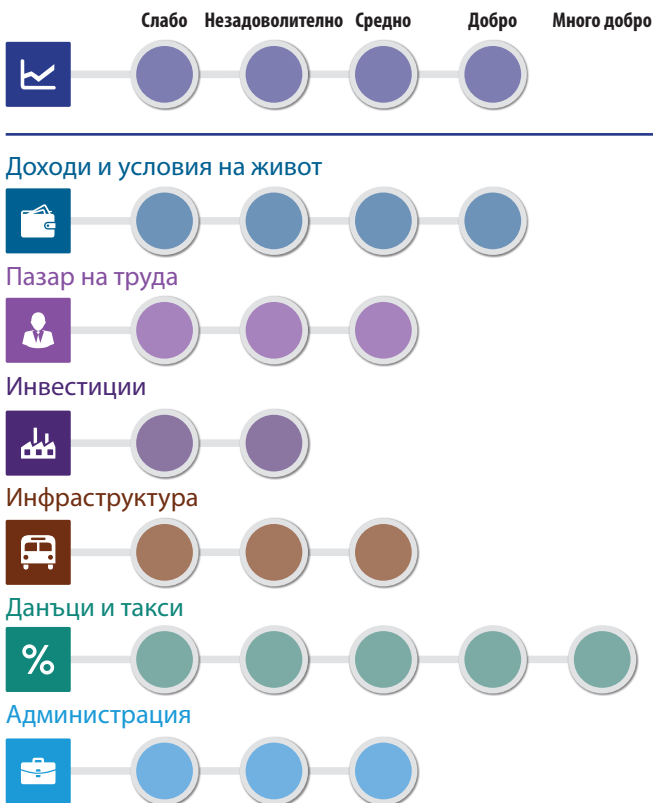 Слабо Незадоволително Средно Добро Много добро
Доходи и условия на живот
Пазар на труда
Инвестиции
Инфраструктура
Данъци и такси
%
Администрация